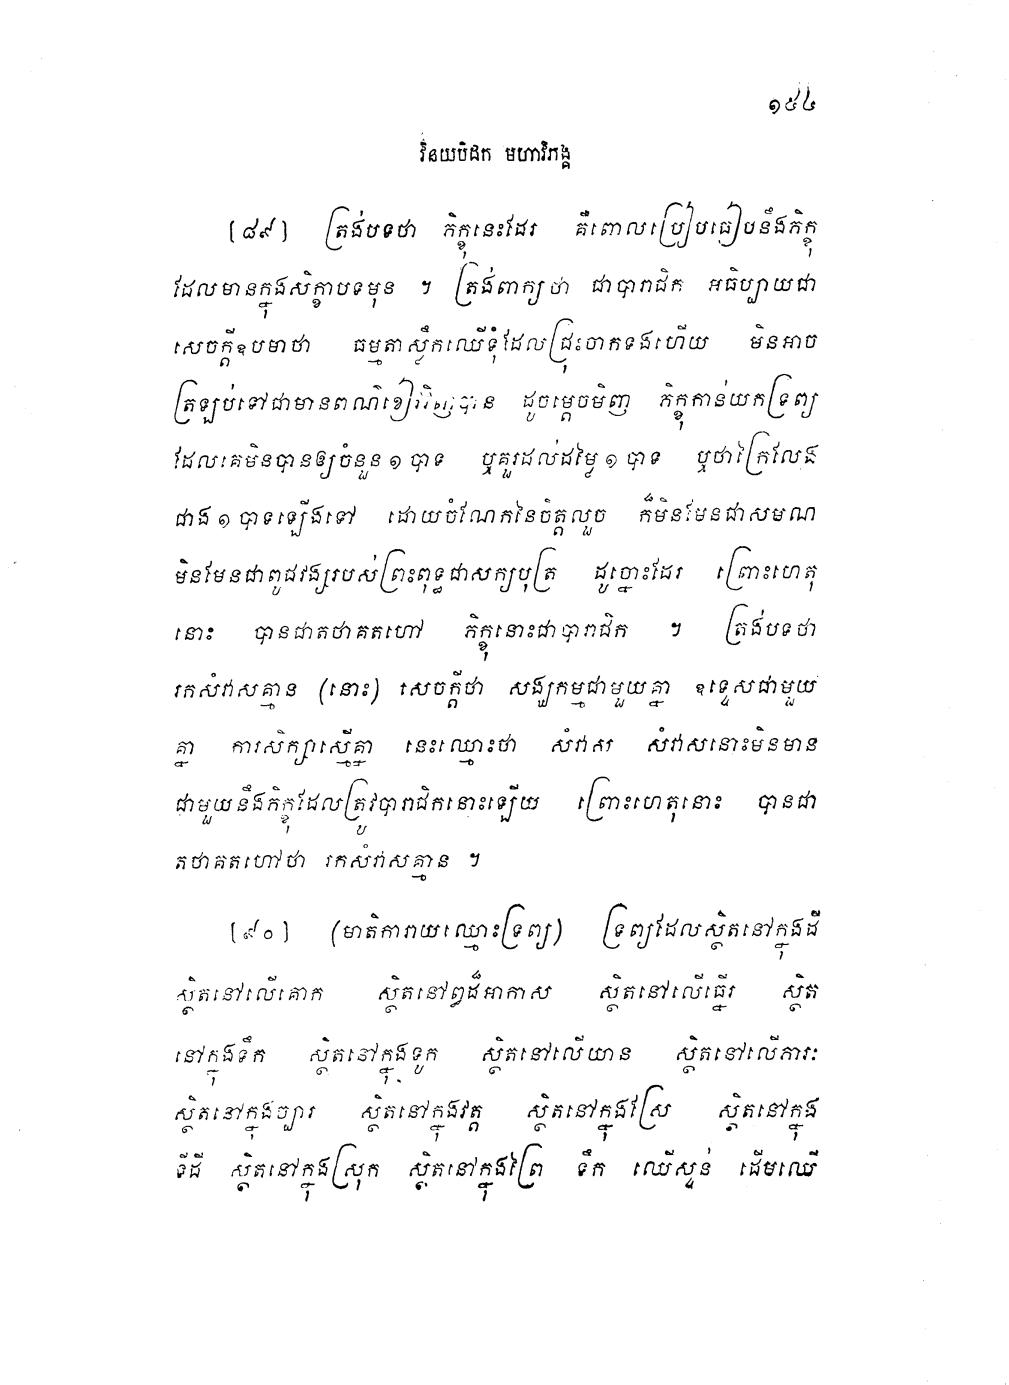 ១៩៤
វិនយបិដក មហាវិភង្គ
[៨៩] ត្រង់បទថា ភិក្ខុនេះដែរ គឺពោលប្រៀបធៀបនឹងភិក្ខុ
ដែលមានក្នុងសិក្ខាបទមុន ។ ត្រង់ពាក្យថា ជាបារាជិក អធិប្បាយជា
សេចក្តីឧបមាថា ធម្មតាស្លឹកឈើទុំដែលជ្រុះចាកទងហើយ មិនអាច
ត្រឡប់ទៅជាមានពណ៌ខៀវវិញបាន ដូចម្តេចមិញ ភិក្ខុកាន់យកទ្រព្យ
ដែលគេមិនបានឲ្យចំនួន ១ បាទ ឬគួរដល់ដម្លៃ ១ បាទ ឬថាក្រៃលែង
ជាង ១ បាទឡើងទៅ ដោយចំណែកនៃចិត្តលួច ក៏មិនមែនជាសមណ
មិនមែនជាពូជវង្សរបស់ព្រះពុទ្ធជាសក្យបុត្រ ដូច្នោះដែរ ព្រោះហេតុ
នោះ បានជាតថាគតហៅ ភិក្ខុនោះជាបារាជិក ។ ត្រង់បទថា
រកសំវាសគ្មាន (នោះ) សេចក្តីថា សង្ឃកម្មជាមួយគ្នា ឧទ្ទេសជាមួយ
គ្នា ការសិក្សាស្មើគ្នា នេះឈ្មោះថា សំវាស សំវាសនោះមិនមាន
ជាមួយនឹងភិក្ខុដែលត្រូវបារាជិកនោះឡើយ ព្រោះហេតុនោះ បានជា
តថាគតហៅថា រកសំវាសគ្មាន ។
[៩០] (មាតិការាយឈ្មោះទ្រព្យ) ទ្រព្យដែលស្ថិតនៅក្នុងដី
ស្ថិតនៅលើគោក ស្ថិតនៅឰដ៏អាកាស ស្ថិតនៅលើធ្នើរ ស្ថិត
នៅក្នុងទឹក ស្ថិតនៅក្នុងទូក ស្ថិតនៅលើយាន ស្ថិតនៅលើភារៈ
ស្ថិតនៅក្នុងច្បារ ស្ថិតនៅក្នុងវត្ត ស្ថិតនៅក្នុងស្រែ ស្ថិតនៅក្នុង
ទីដី ស្ថិតនៅក្នុងស្រុក ស្ថិតនៅក្នុងព្រៃ ទឹក ឈើស្ទន់ ដើមឈើ